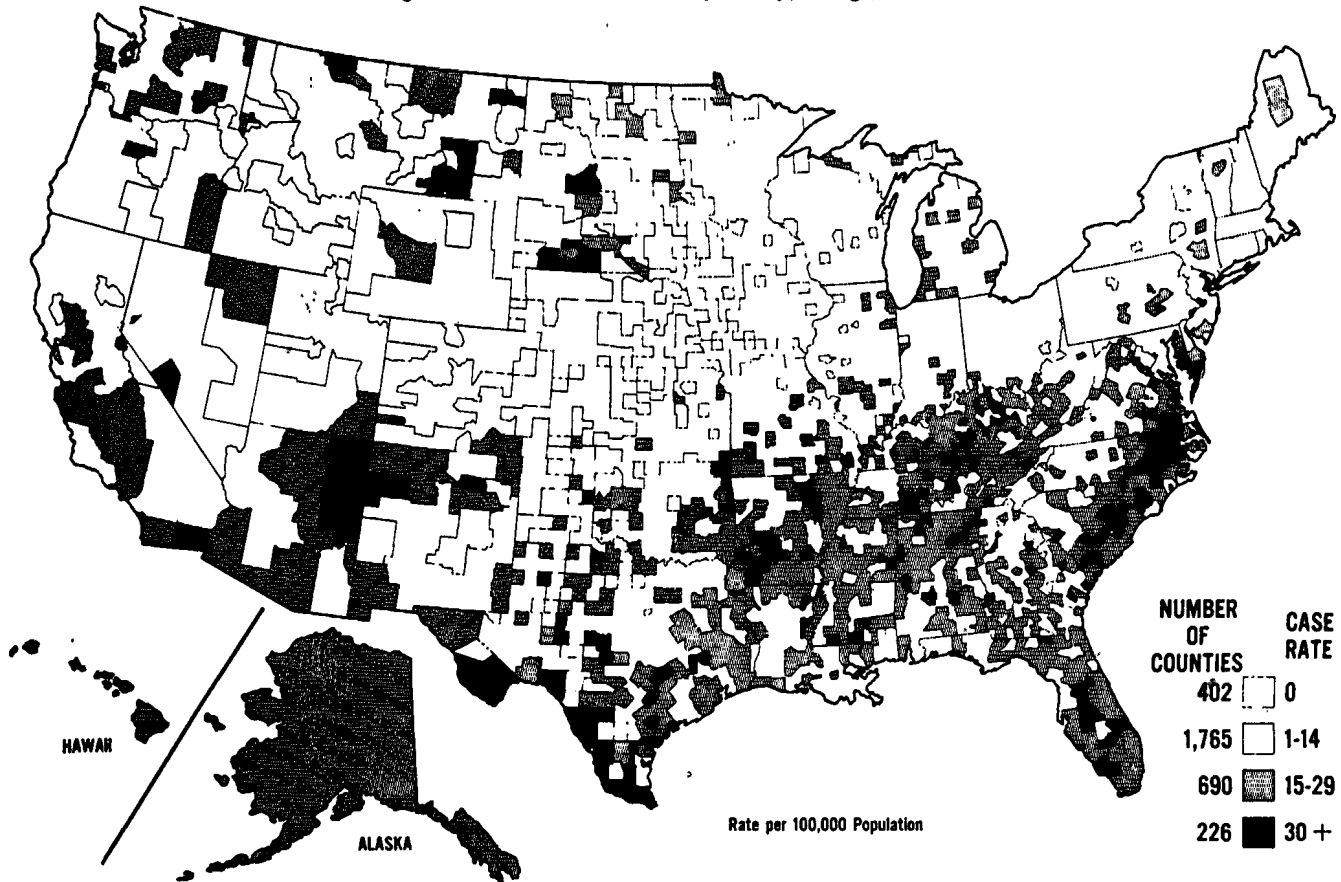 NUMBER OF COUNTIES
CASE RATE
402 0
1,765 1-14
690 15-29
226 30 +
HAWAII
ALASKA
Rate per 100,000 Population